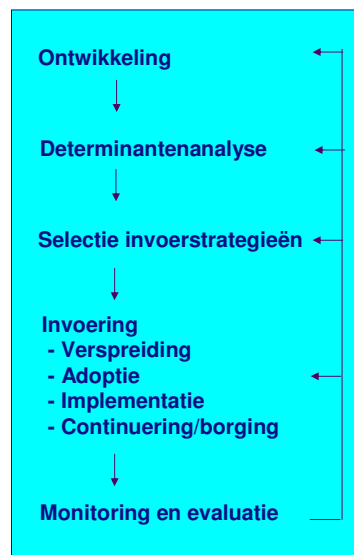 Ontwikkeling
Determinantenanalyse
Selectie invoerstrategieën
Invoering
- Verspreiding
- Adoptie
- Implementatie
- Continuering/borging
Monitoring en evaluatie